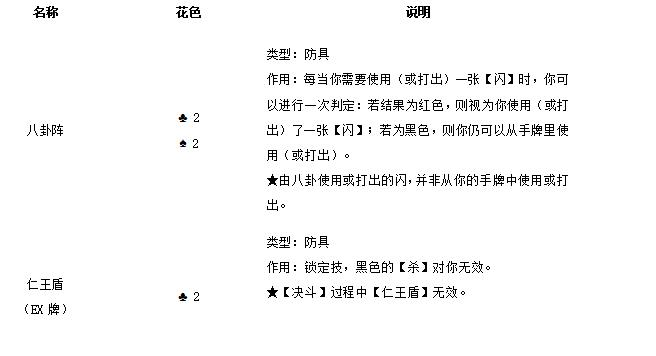 名称 花色 说明
类型：防具
作用：每当你需要使用（或打出）一张【闪】时，你可
以进行一次判定：若结果为红色，则视为你使用（或打
出）了一张【闪】；若为黑色，则你仍可以从手牌里使
用（或打出）。
★由八卦使用或打出的闪，并非从你的手牌中使用或打
出。
八卦阵
♣ 2
♠ 2
类型：防具
作用：锁定技，黑色的【杀】对你无效。
★【决斗】过程中【仁王盾】无效。
仁王盾
（EX 牌）
♣ 2